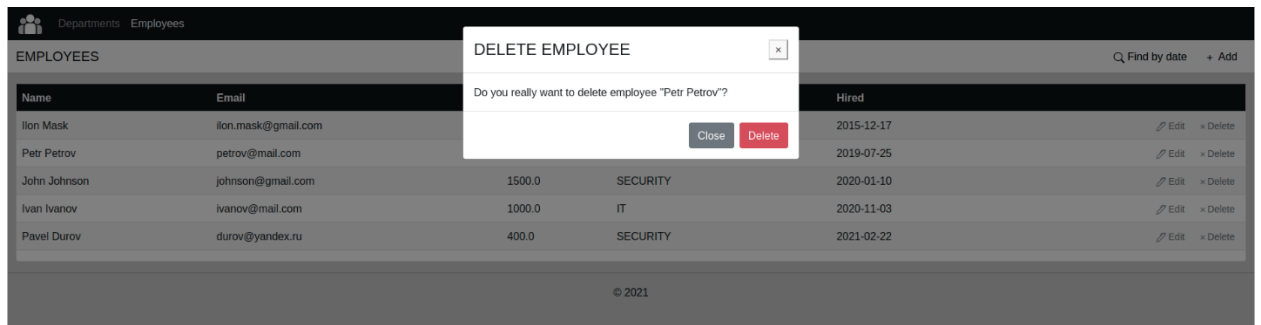 Departments Employees
DELETE EMPLOYEE ×
EMPLOYEES Find by date + Add
Do you really want to delete employee "Petr Petrov"?
Name Email Hired
Close Delete
Ilon Mask ilon.mask@gmail.com 2015-12-17 Edit × Delete
Petr Petrov petrov@mail.com 2019-07-25 Edit × Delete
John Johnson johnson@gmail.com 1500.0 SECURITY 2020-01-10 Edit × Delete
Ivan Ivanov ivanov@mail.com 1000.0 IT 2020-11-03 Edit × Delete
Pavel Durov durov@yandex.ru 400.0 SECURITY 2021-02-22 Edit × Delete
© 2021